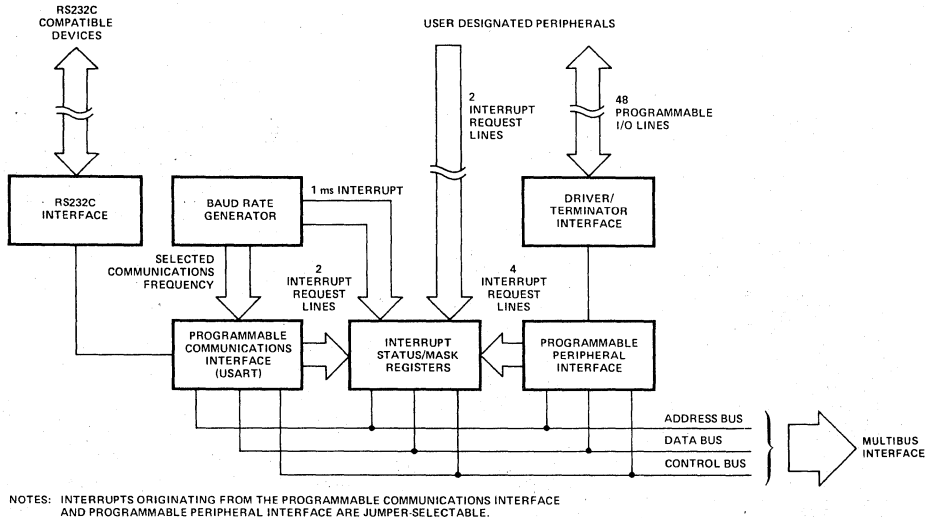 RS232C
COMPATIBLE
DEVICES
USER DESIGNATED PERIPHERALS
2
INTERRUPT
REQUEST
LINES
48
PROGRAMMABLE
I/O LINES
RS232C
INTERFACE
BAUD RATE
GENERATOR
1 ms INTERRUPT
DRIVER/
TERMINATOR
INTERFACE
SELECTED
COMMUNICATIONS
FREQUENCY
2
INTERRUPT
REQUEST
LINES
4
INTERRUPT
REQUEST
LINES
PROGRAMMABLE
COMMUNICATIONS
INTERFACE
(USART)
INTERRUPT
STATUS/MASK
REGISTERS
PROGRAMMABLE
PERIPHERAL
INTERFACE
ADDRESS BUS
DATA BUS
CONTROL BUS
MULTIBUS
INTERFACE
NOTES: INTERRUPTS ORIGINATING FROM THE PROGRAMMABLE COMMUNICATIONS INTERFACE
AND PROGRAMMABLE PERIPHERAL INTERFACE ARE JUMPER-SELECTABLE.